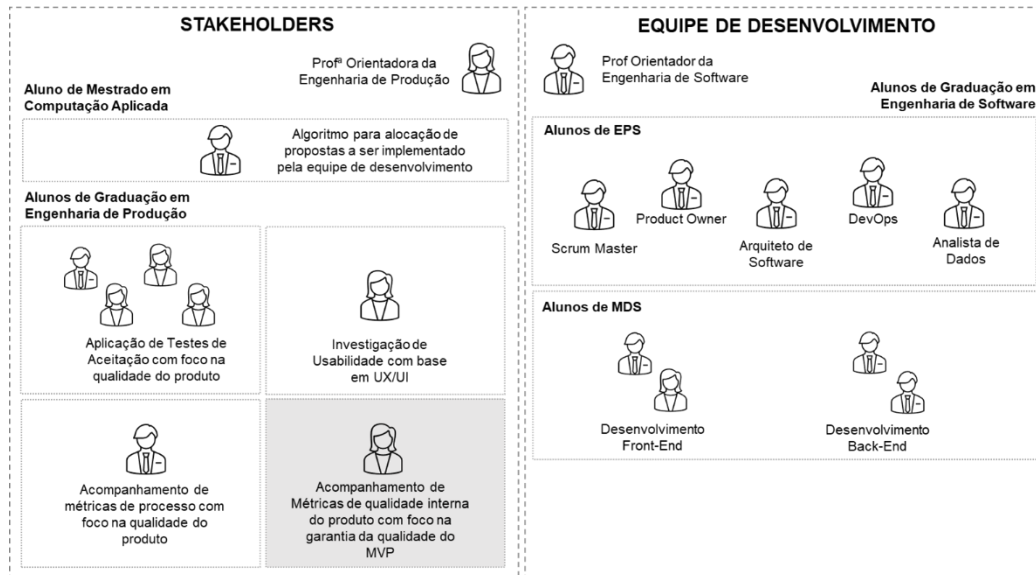 STAKEHOLDERS
Profª Orientadora da
Engenharia de Produção
Aluno de Mestrado em
Computação Aplicada
Algoritmo para alocação de
propostas a ser implementado
pela equipe de desenvolvimento
Alunos de Graduação em
Engenharia de Produção
Aplicação de Testes de
Aceitação com foco na
qualidade do produto
Investigação de
Usabilidade com base
em UX/UI
Acompanhamento de
métricas de processo com
foco na qualidade do
produto
Acompanhamento de
Métricas de qualidade interna
do produto com foco na
garantia da qualidade do
MVP
EQUIPE DE DESENVOLVIMENTO
Prof Orientador da
Engenharia de Software
Alunos de Graduação em
Engenharia de Software
Alunos de EPS
Scrum Master
Product Owner
Arquiteto de
Software
DevOps
Analista de
Dados
Alunos de MDS
Desenvolvimento
Front-End
Desenvolvimento
Back-End